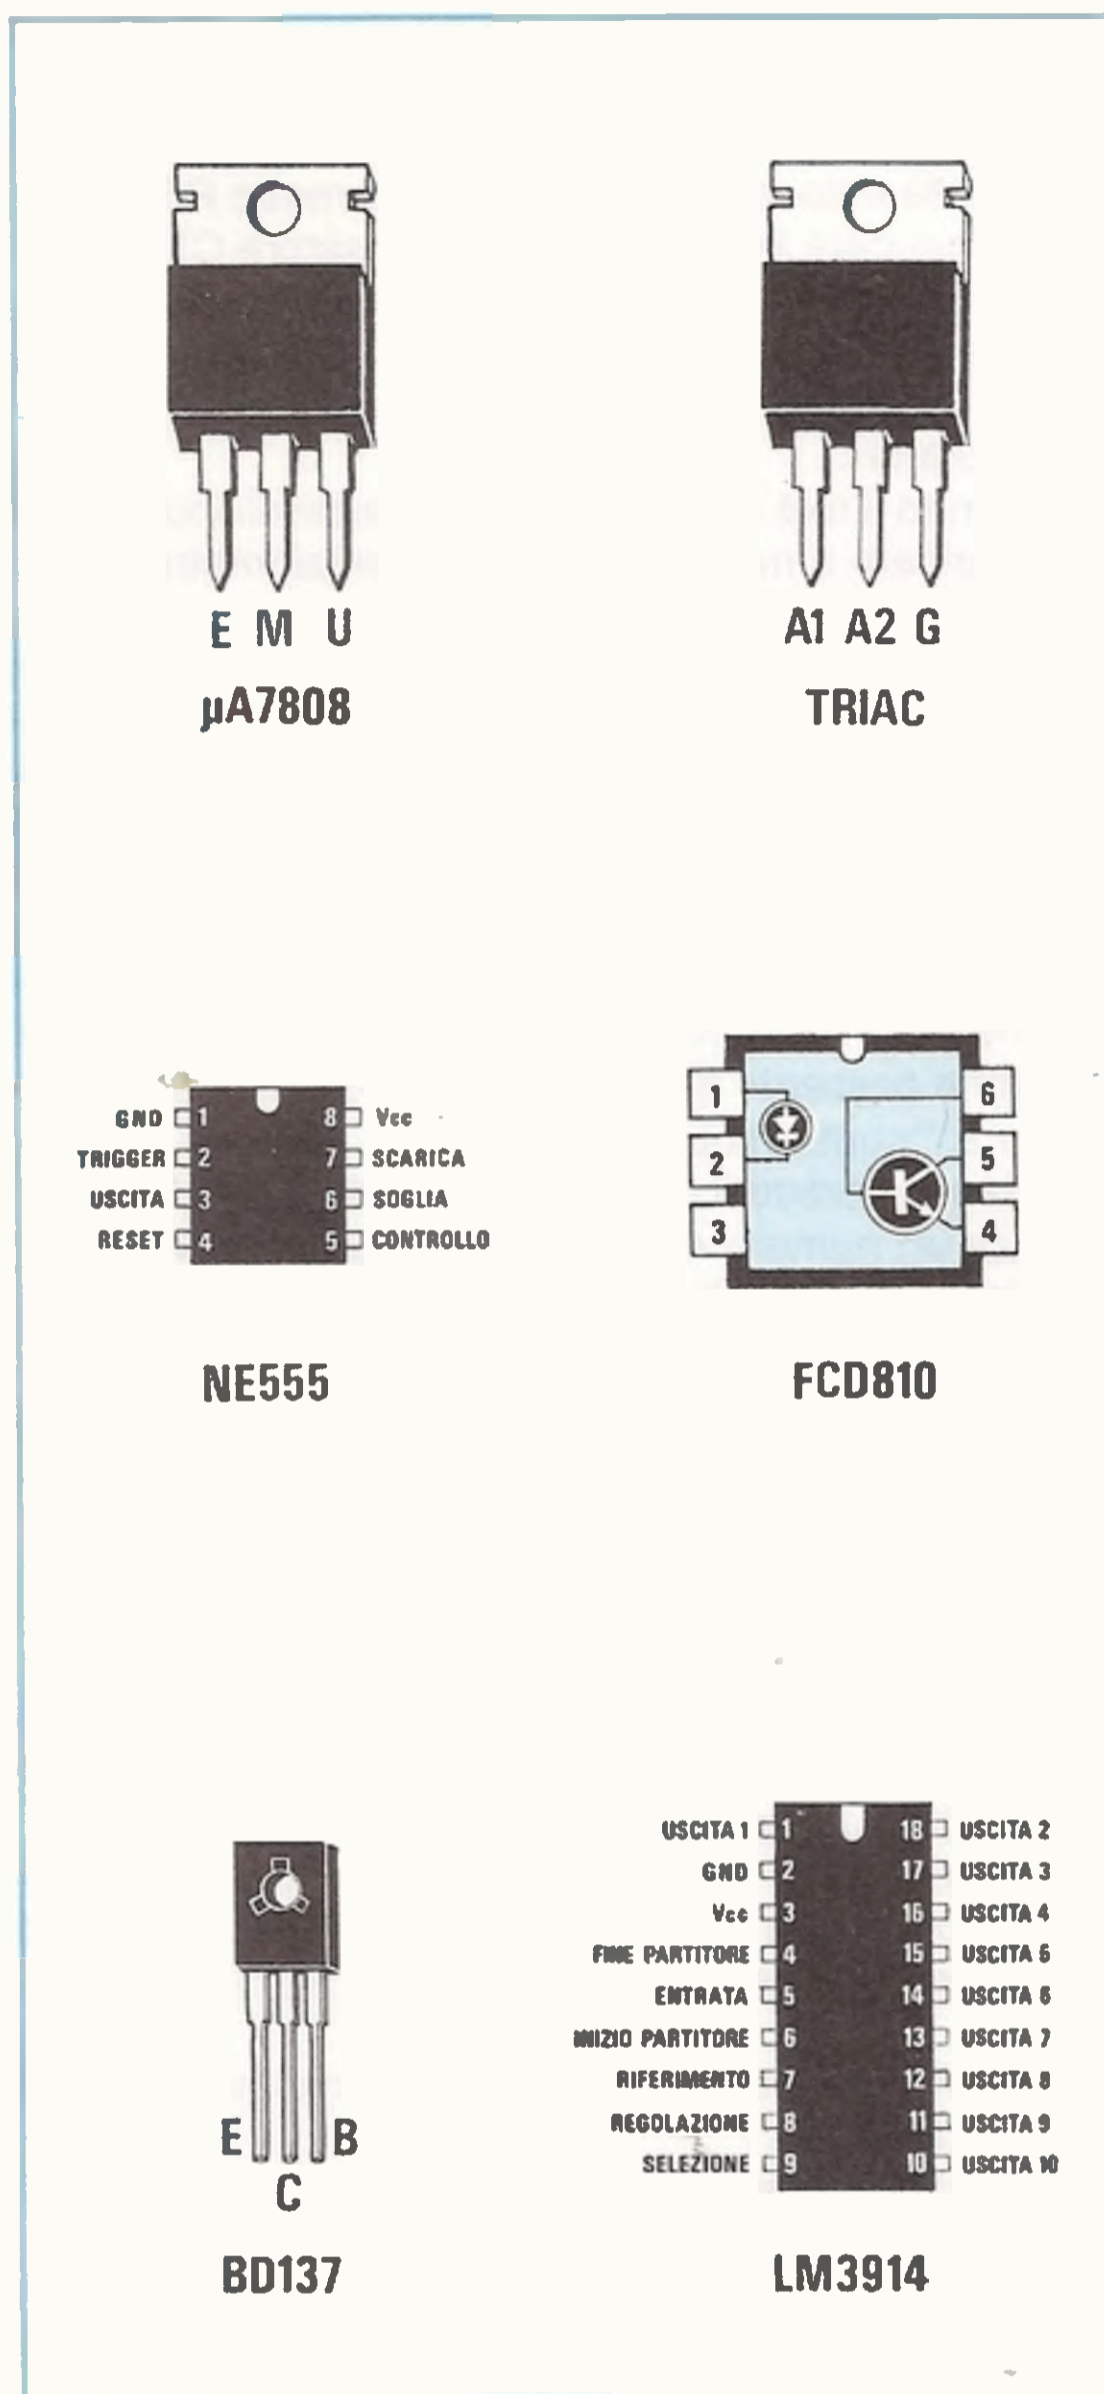 E M U
µA7808
A1 A2 G
TRIAC
GND 1 8 Vcc
TRIGGER 2 7 SCARICA
USCITA 3 6 SOGLIA
RESET 4 5 CONTROLLO
NE555
1 6
2 5
3 4
FCD810
E B
C
BD137
USCITA 1 1 18 USCITA 2
GND 2 17 USCITA 3
Vcc 3 16 USCITA 4
FINE PARTITORE 4 15 USCITA 5
ENTRATA 5 14 USCITA 6
INIZIO PARTITORE 6 13 USCITA 7
RIFERIMENTO 7 12 USCITA 8
REGOLAZIONE 8 11 USCITA 9
SELEZIONE 9 10 USCITA 10
LM3914